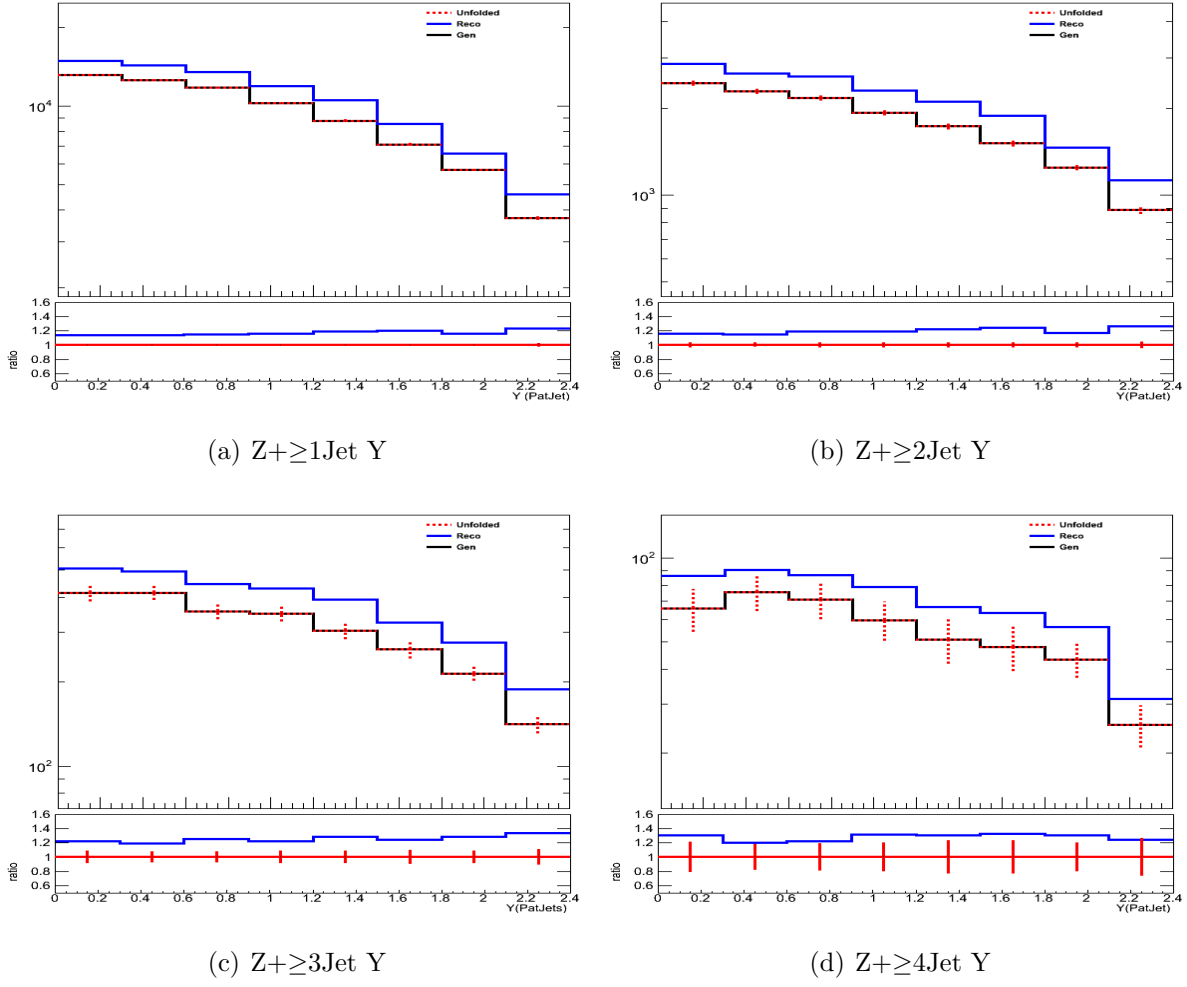 Unfolded
Reco
Gen
10^4
1.6
1.4
1.2
1
0.8
0.6
ratio
0 0.2 0.4 0.6 0.8 1 1.2 1.4 1.6 1.8 2 2.2 2.4
Y (PatJet)
(a) Z+≥1Jet Y
Unfolded
Reco
Gen
10^3
1.6
1.4
1.2
1
0.8
0.6
ratio
0 0.2 0.4 0.6 0.8 1 1.2 1.4 1.6 1.8 2 2.2 2.4
Y(PatJet)
(b) Z+≥2Jet Y
Unfolded
Reco
Gen
10^2
1.6
1.4
1.2
1
0.8
0.6
ratio
0 0.2 0.4 0.6 0.8 1 1.2 1.4 1.6 1.8 2 2.2 2.4
Y(PatJets)
(c) Z+≥3Jet Y
Unfolded
Reco
Gen
10^2
1.6
1.4
1.2
1
0.8
0.6
ratio
0 0.2 0.4 0.6 0.8 1 1.2 1.4 1.6 1.8 2 2.2 2.4
Y(PatJet)
(d) Z+≥4Jet Y